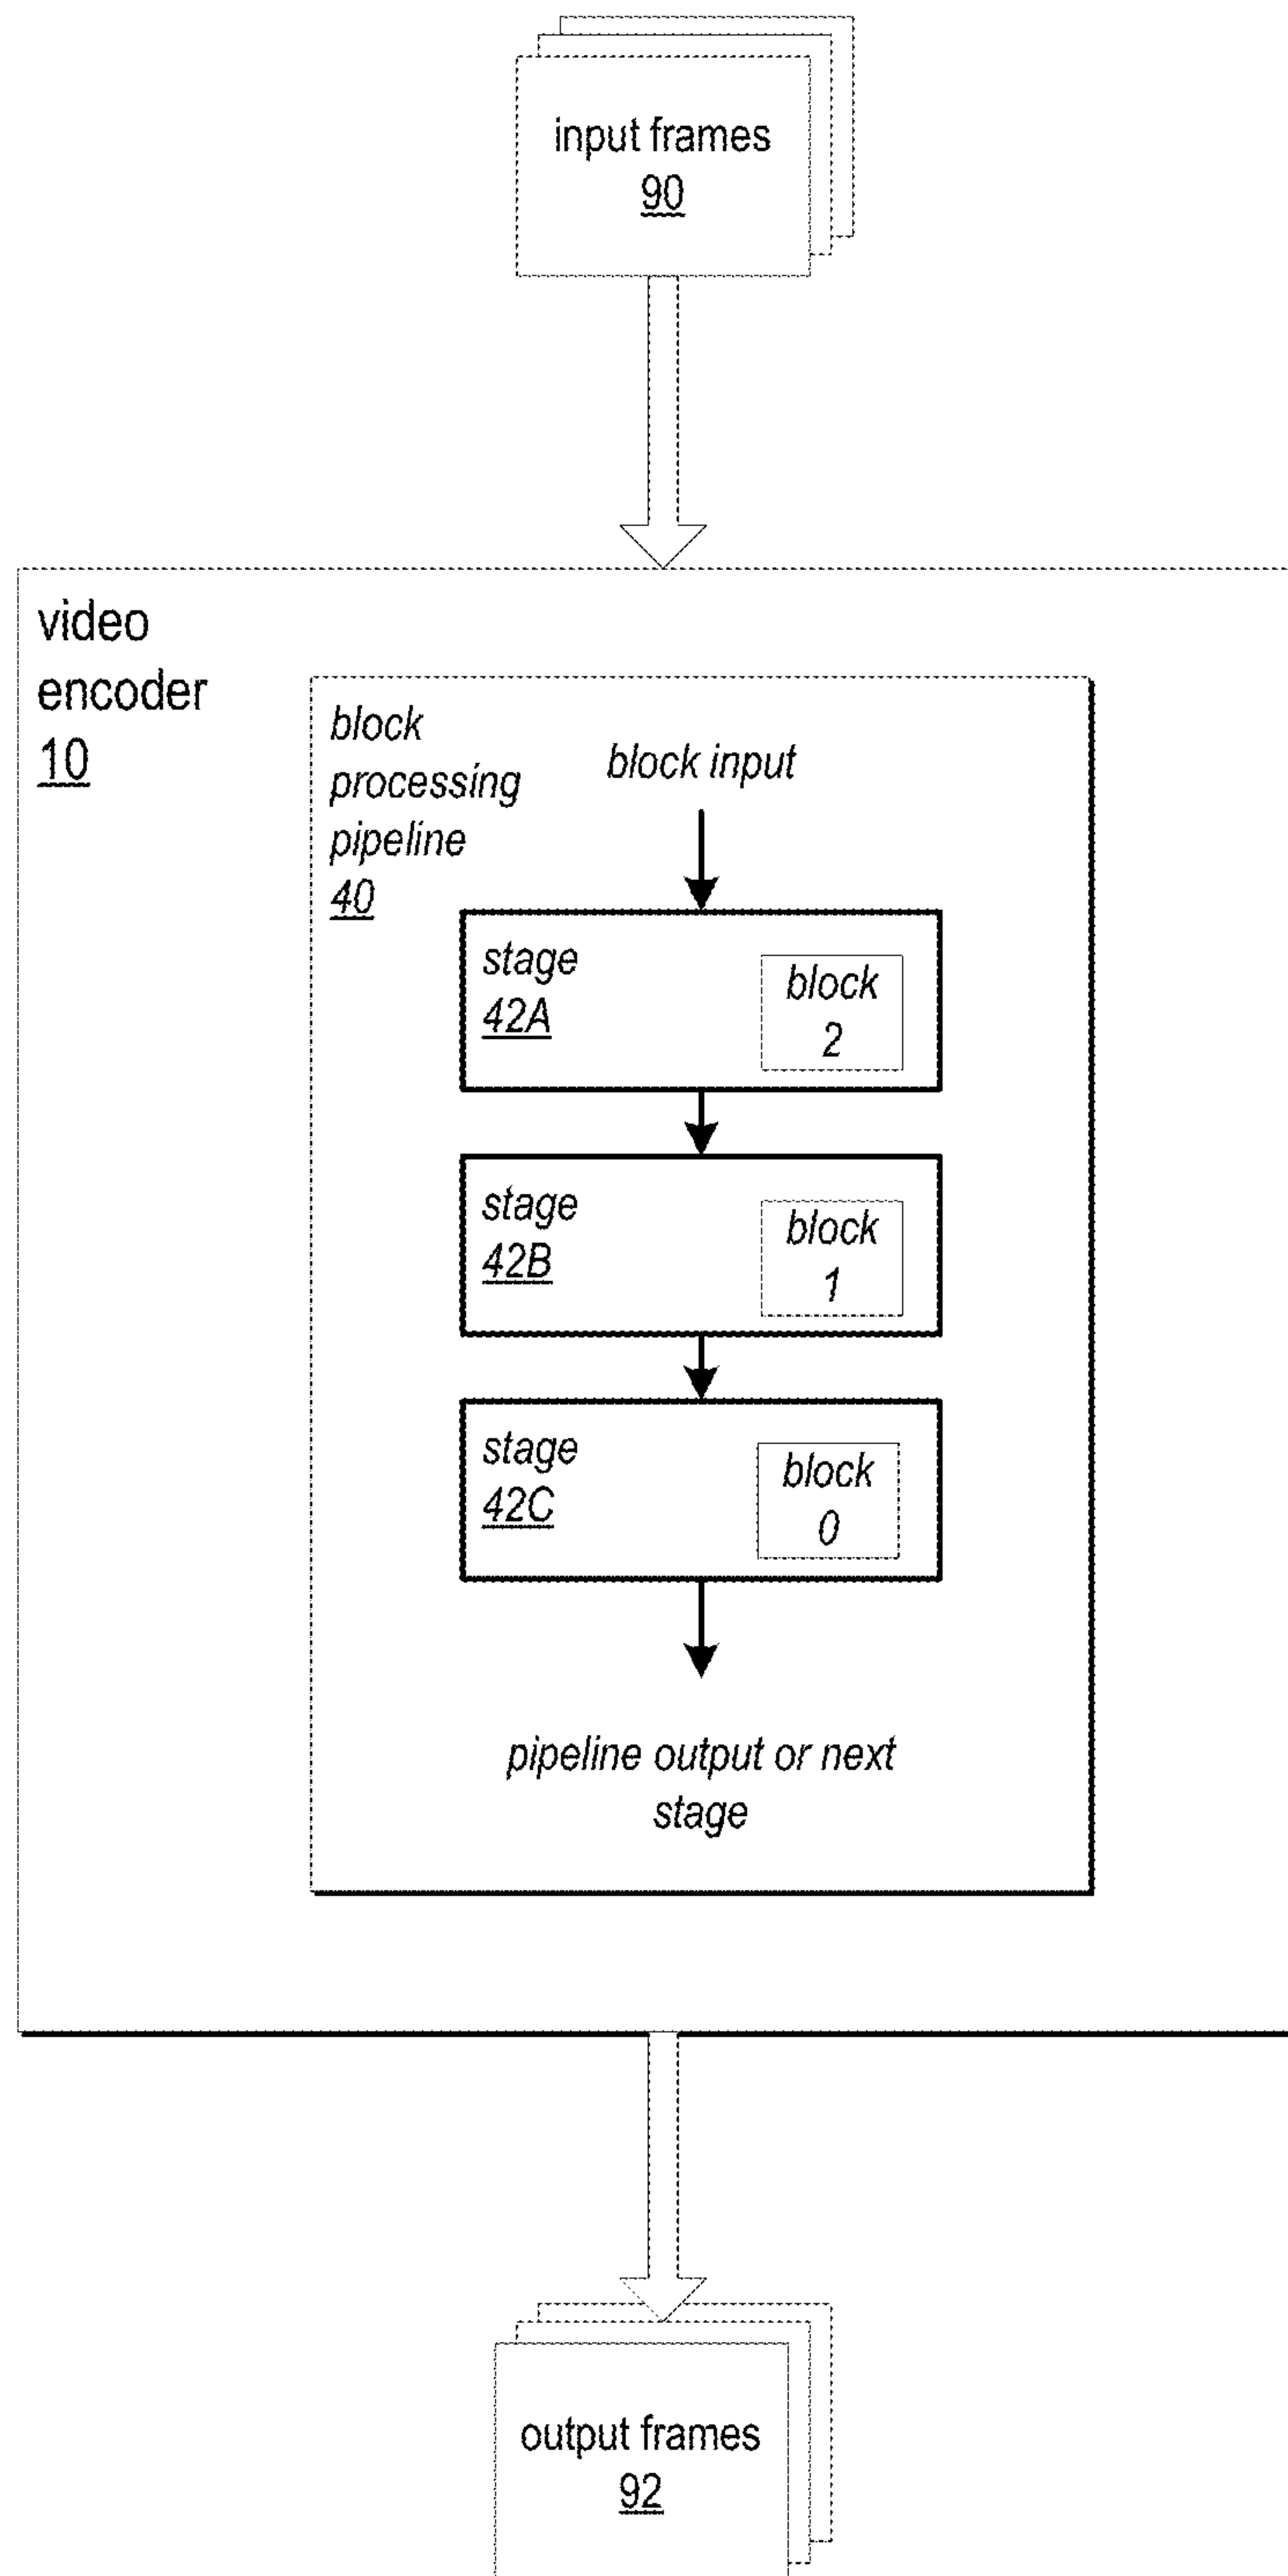 input frames
90
video
encoder
10
block
processing
pipeline
40
block input
stage
42A
block
2
stage
42B
block
1
stage
42C
block
0
pipeline output or next
stage
output frames
92